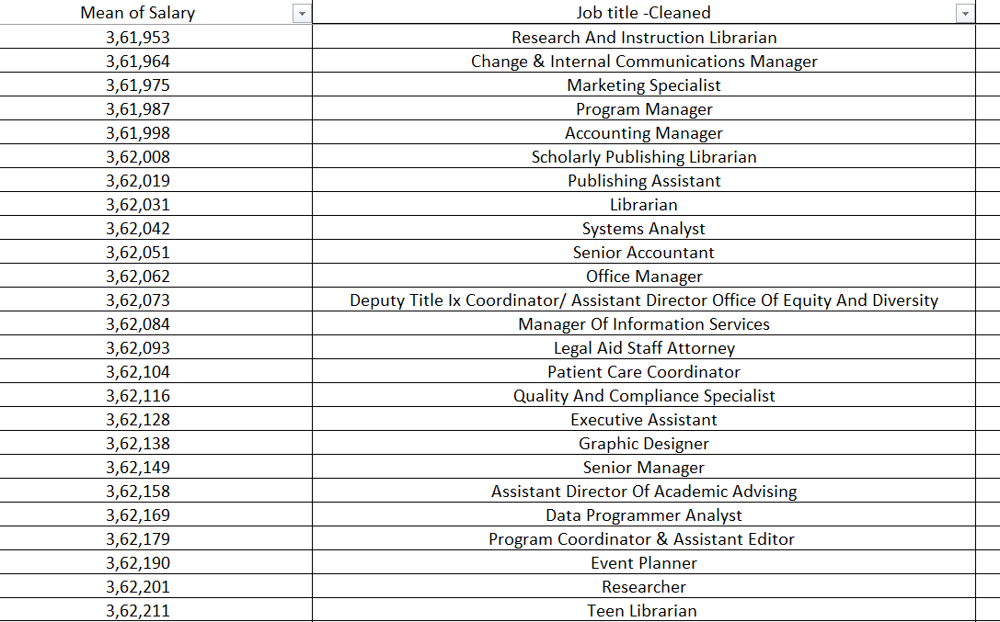 Mean of Salary Job title -Cleaned
3,61,953 Research And Instruction Librarian
3,61,964 Change & Internal Communications Manager
3,61,975 Marketing Specialist
3,61,987 Program Manager
3,61,998 Accounting Manager
3,62,008 Scholarly Publishing Librarian
3,62,019 Publishing Assistant
3,62,031 Librarian
3,62,042 Systems Analyst
3,62,051 Senior Accountant
3,62,062 Office Manager
3,62,073 Deputy Title Ix Coordinator/ Assistant Director Office Of Equity And Diversity
3,62,084 Manager Of Information Services
3,62,093 Legal Aid Staff Attorney
3,62,104 Patient Care Coordinator
3,62,116 Quality And Compliance Specialist
3,62,128 Executive Assistant
3,62,138 Graphic Designer
3,62,149 Senior Manager
3,62,158 Assistant Director Of Academic Advising
3,62,169 Data Programmer Analyst
3,62,179 Program Coordinator & Assistant Editor
3,62,190 Event Planner
3,62,201 Researcher
3,62,211 Teen Librarian